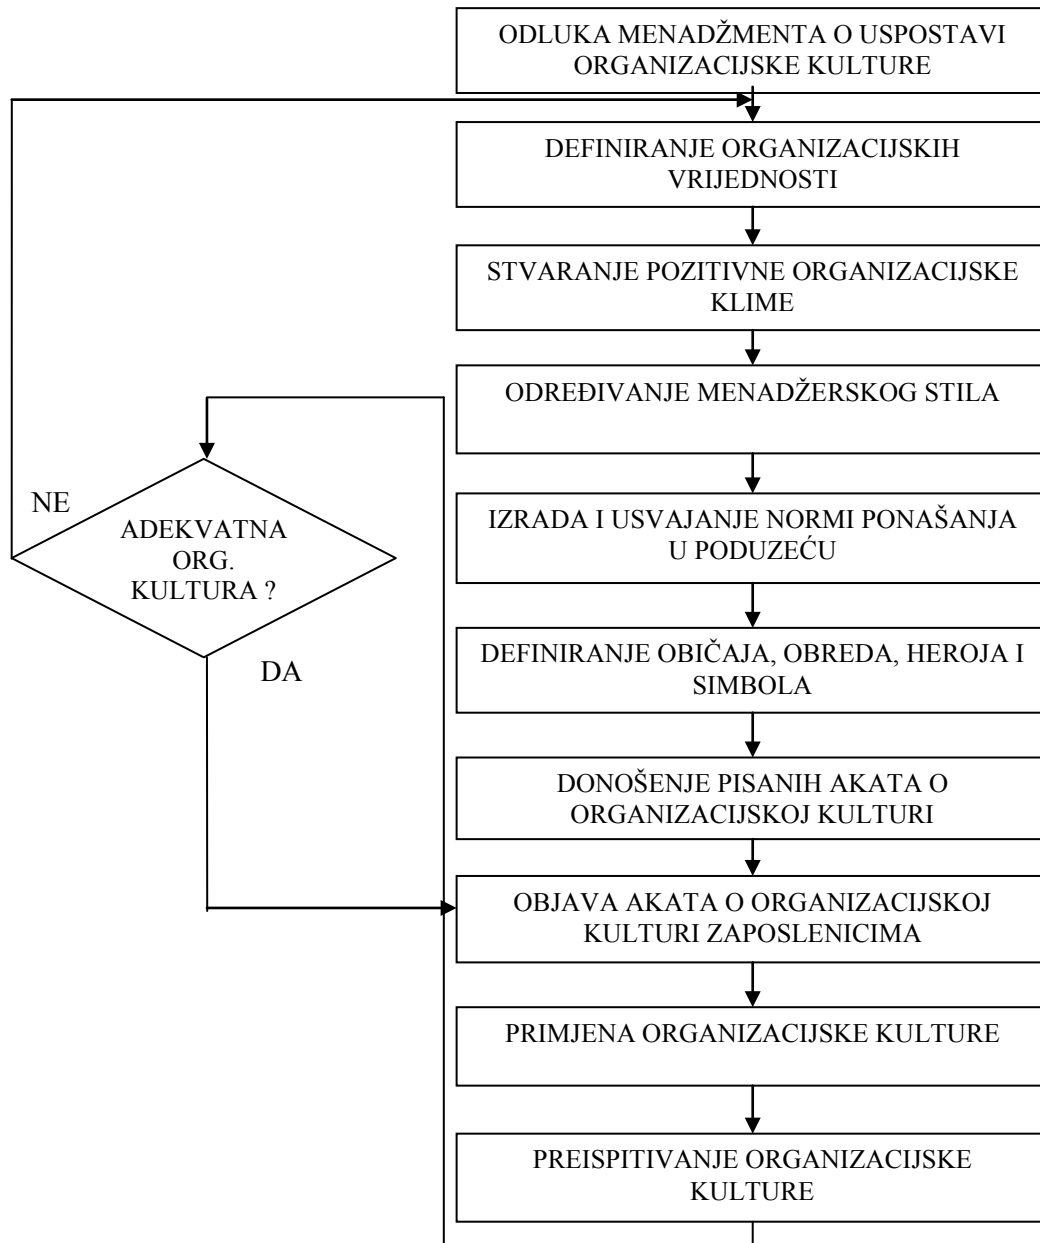 ODLUKA MENADŽMENTA O USPOSTAVI
ORGANIZACIJSKE KULTURE
DEFINIRANJE ORGANIZACIJSKIH
VRIJEDNOSTI
STVARANJE POZITIVNE ORGANIZACIJSKE
KLIME
ODREĐIVANJE MENADŽERSKOG STILA
NE
ADEKVATNA
ORG.
KULTURA ?
DA
IZRADA I USVAJANJE NORMI PONAŠANJA
U PODUZEĆU
DEFINIRANJE OBIČAJA, OBREDA, HEROJA I
SIMBOLA
DONOŠENJE PISANIH AKATA O
ORGANIZACIJSKOJ KULTURI
OBJAVA AKATA O ORGANIZACIJSKOJ
KULTURI ZAPOSLENICIMA
PRIMJENA ORGANIZACIJSKE KULTURE
PREISPITIVANJE ORGANIZACIJSKE
KULTURE